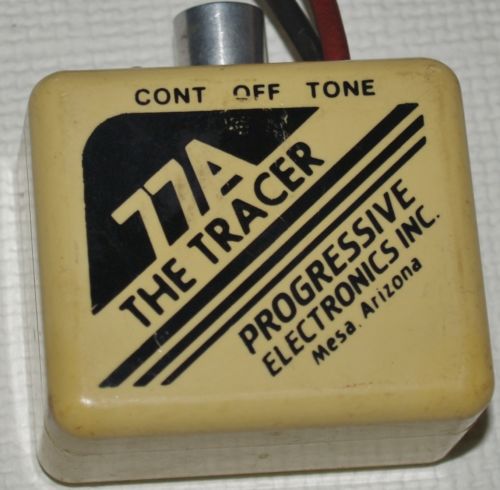 CONT OFF TONE
77A
THE TRACER
PROGRESSIVE
ELECTRONICS INC.
Mesa, Arizona